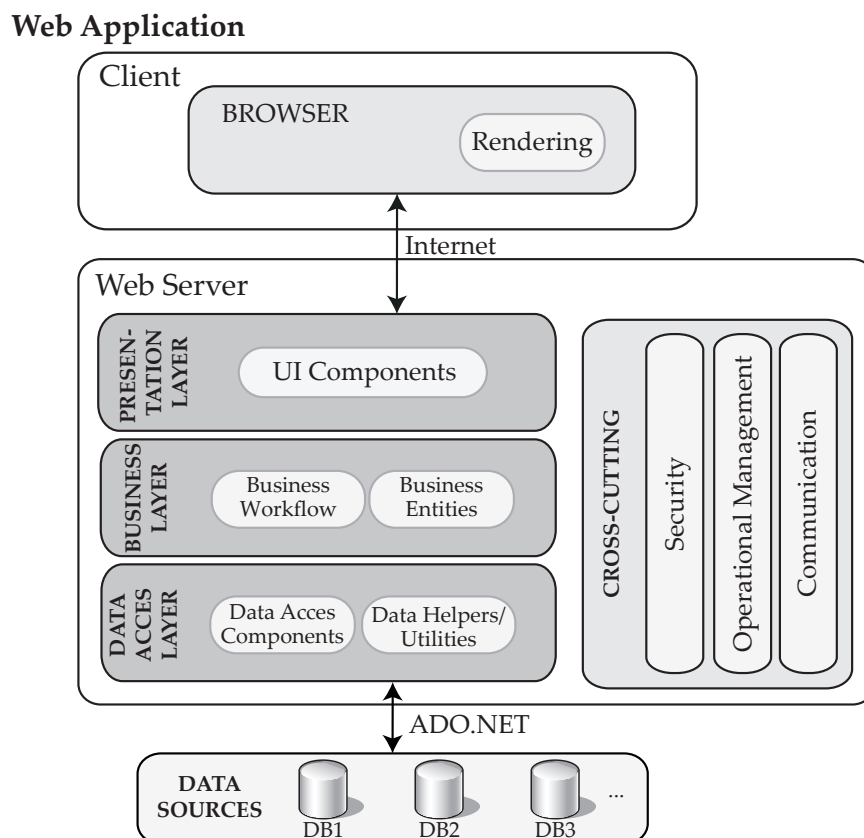 Web Application
Client
BROWSER
Rendering
Internet
Web Server
PRESEN-
TATION
LAYER
UI Components
BUSINESS
LAYER
Business
Workflow
Business
Entities
DATA
ACCES
LAYER
Data Acces
Components
Data Helpers/
Utilities
CROSS-CUTTING
Security
Operational Management
Communication
ADO.NET
DATA
SOURCES
DB1
DB2
DB3
...